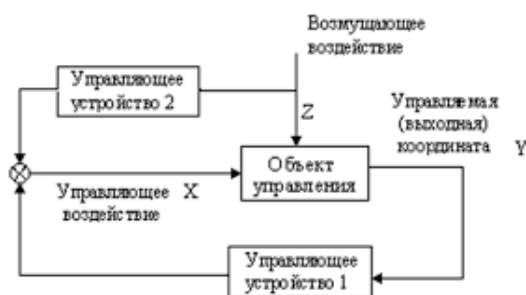 Возмущающее
воздействие
Управляющее
устройство 2
Z
Управляемая
(выходная)
координата Y
Объект
управления
Управляющее X
воздействие
Управляющее
устройство 1